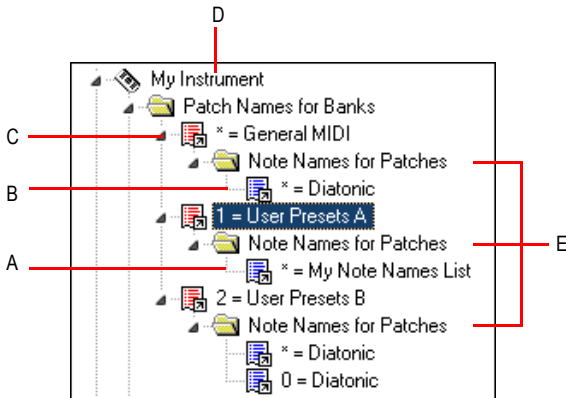 D
My Instrument
Patch Names for Banks
C
* = General MIDI
Note Names for Patches
B
* = Diatonic
1 = User Presets A
Note Names for Patches
E
A
* = My Note Names List
2 = User Presets B
Note Names for Patches
* = Diatonic
0 = Diatonic